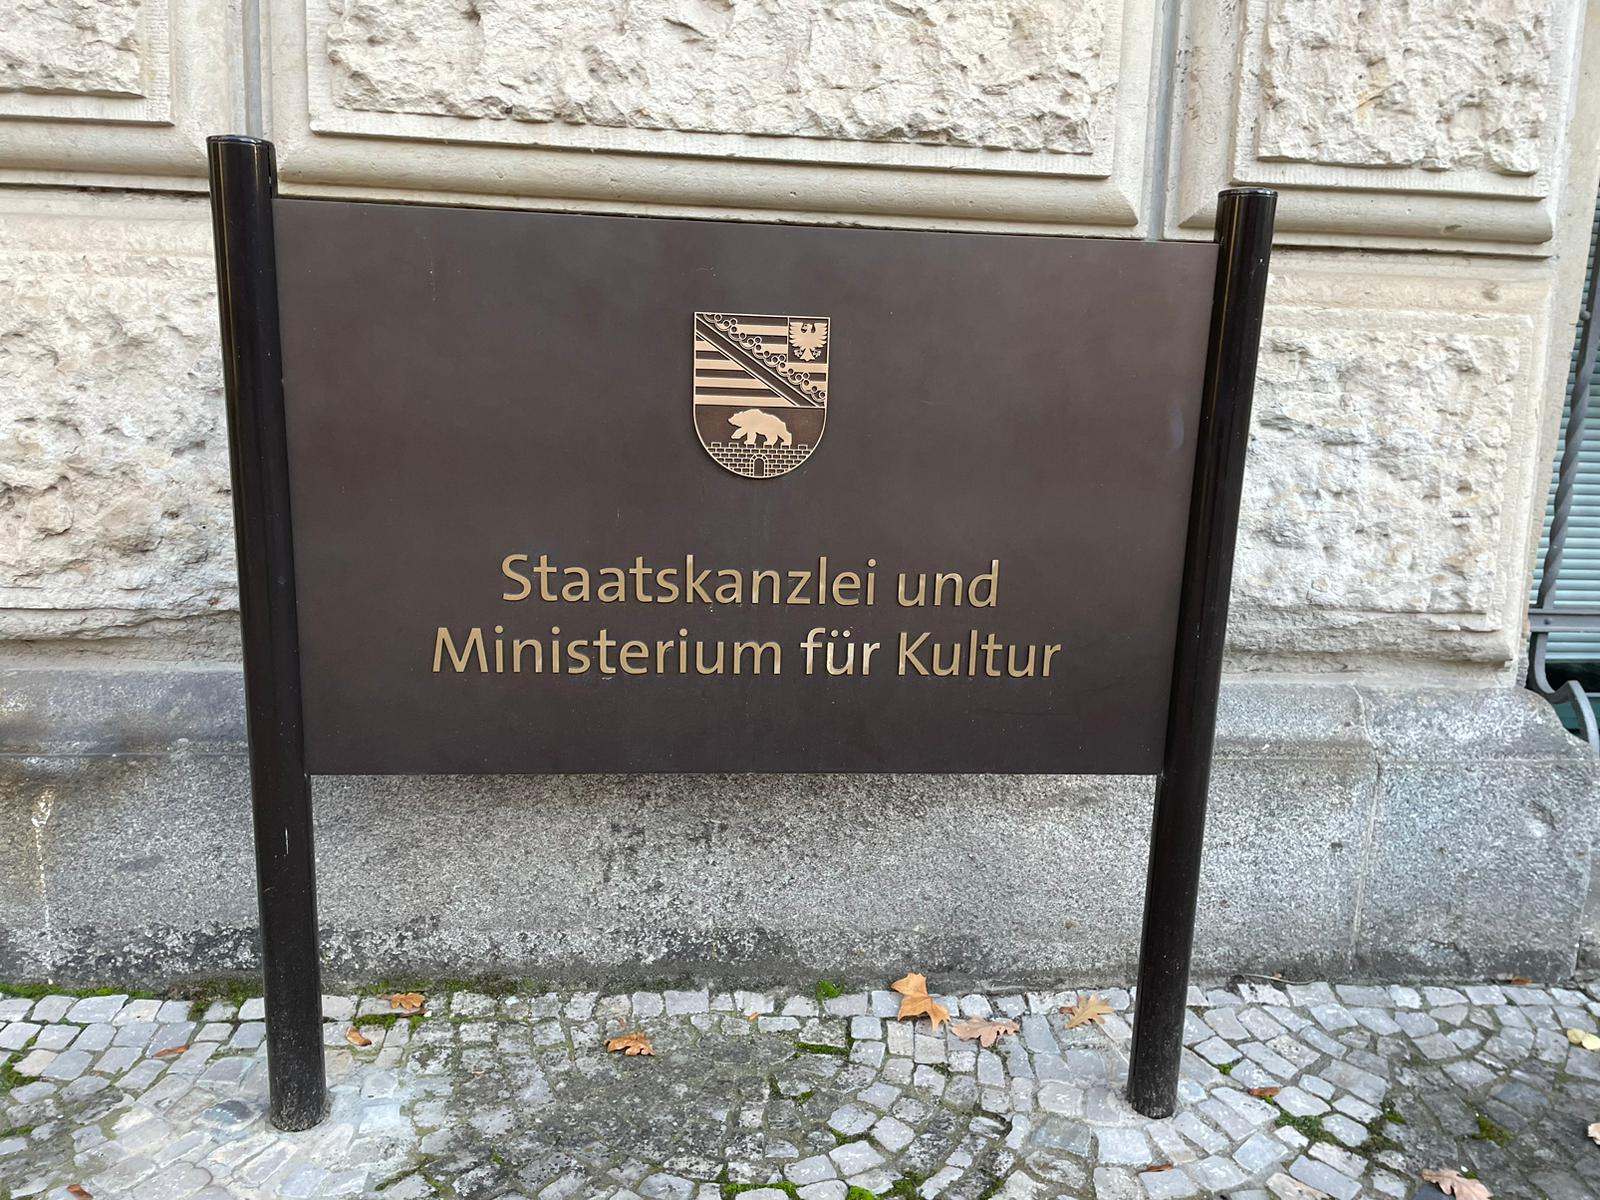 Staatskanzlei und
Ministerium für Kultur